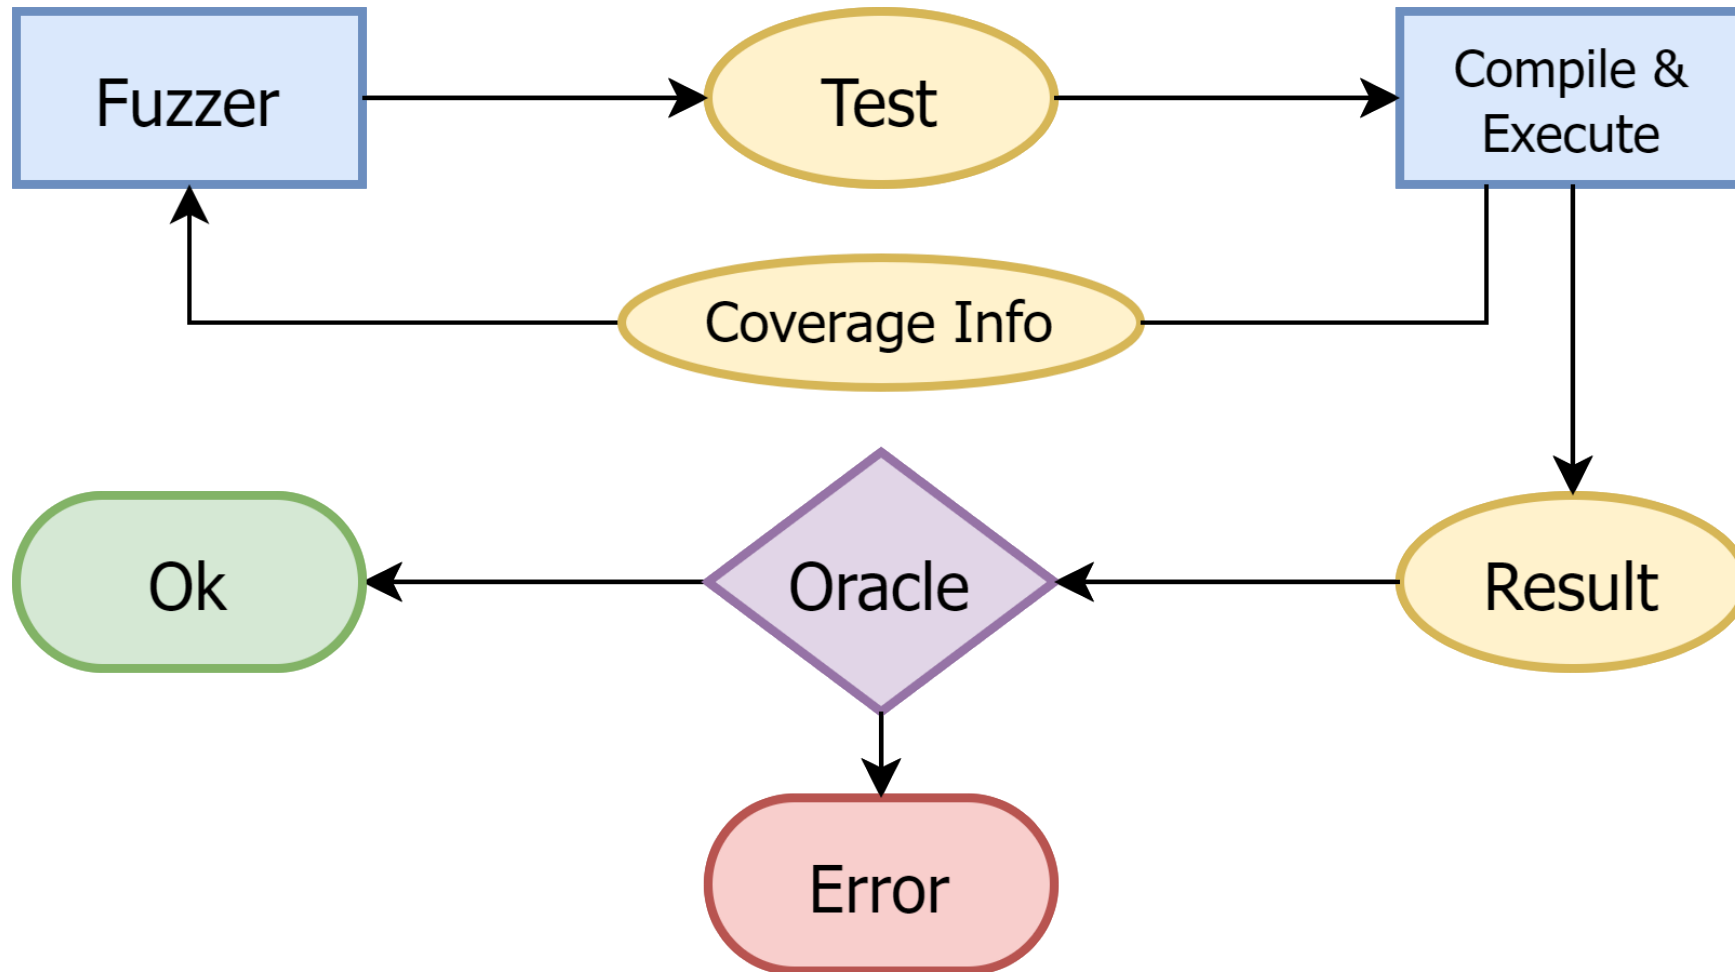 Fuzzer
Test
Compile &
Execute
Coverage Info
Ok
Oracle
Result
Error